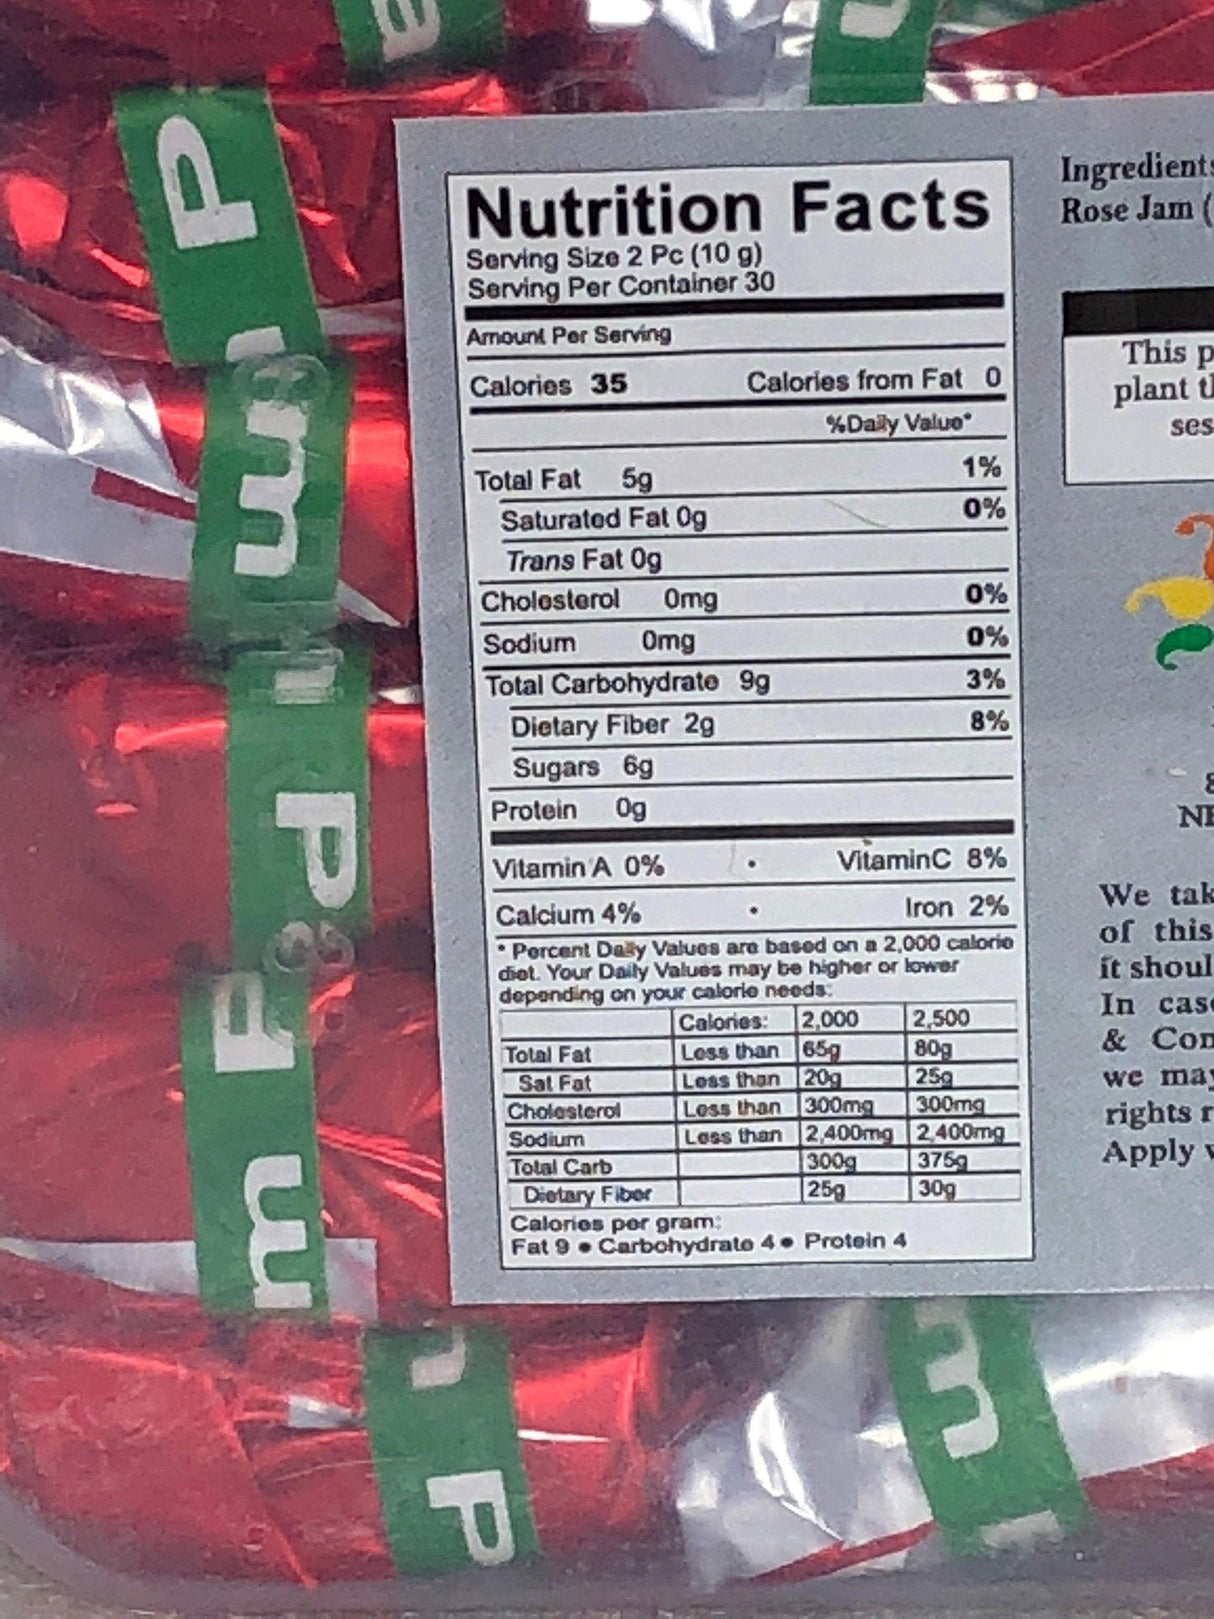 Nutrition Facts
Serving Size 2 Pc (10 g)
Serving Per Container 30
Amount Per Serving
Calories 35 Calories from Fat 0
%Daily Value*
Total Fat 5g 1%
Saturated Fat 0g 0%
Trans Fat 0g
Cholesterol 0mg 0%
Sodium 0mg 0%
Total Carbohydrate 9g 3%
Dietary Fiber 2g 8%
Sugars 6g
Protein 0g
Vitamin A 0% • VitaminC 8%
Calcium 4% • Iron 2%
* Percent Daily Values are based on a 2,000 calorie
diet. Your Daily Values may be higher or lower
depending on your calorie needs:
Calories: 2,000 2,500
Total Fat Less than 65g 80g
Sat Fat Less than 20g 25g
Cholesterol Less than 300mg 300mg
Sodium Less than 2,400mg 2,400mg
Total Carb 300g 375g
Dietary Fiber 25g 30g
Calories per gram:
Fat 9 • Carbohydrate 4 • Protein 4
Ingredients
Rose Jam (
This p
plant t
ses
NE
We tak
of this
it shoul
In case
& Con
we may
rights r
Apply